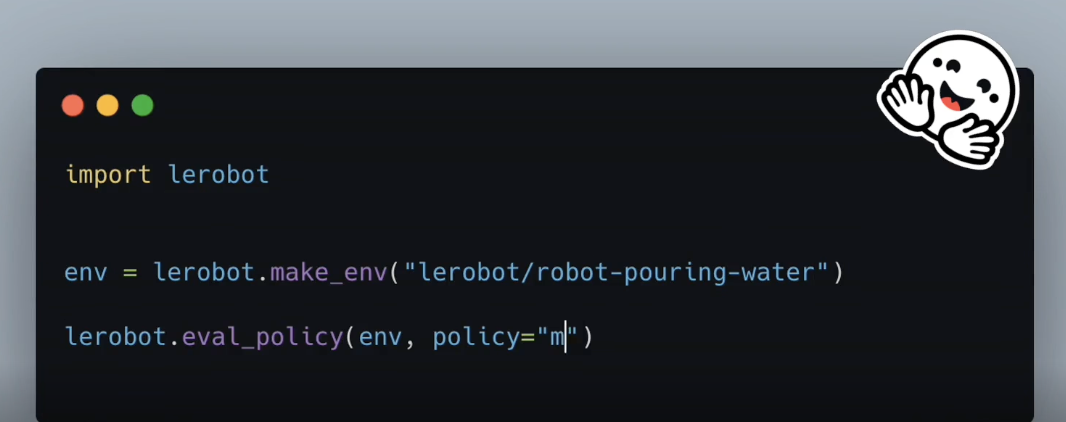 import lerobot
env = lerobot.make_env("lerobot/robot-pouring-water")
lerobot.eval_policy(env, policy="m")